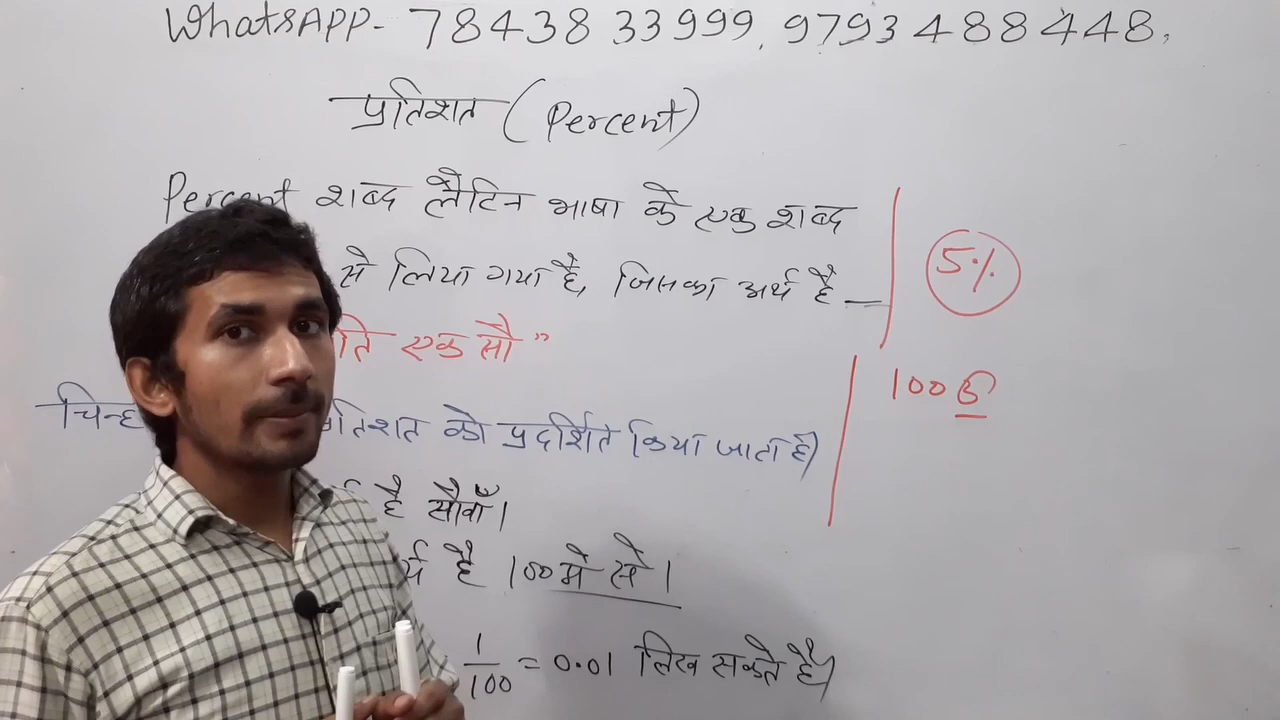 WhatsAPP- 78438 33999, 9793488448,
प्रतिशत (Percent)
Percent शब्द लैटिन भाषा के एक शब्द
से लिया गया है, जिसका अर्थ है —
एक सौ"
चिन्ह प्रतिशत को प्रदर्शित किया जाता है।
है सौवाँ।
है 100 में से।
1/100 = 0.01 लिख सकते है।
5%
100